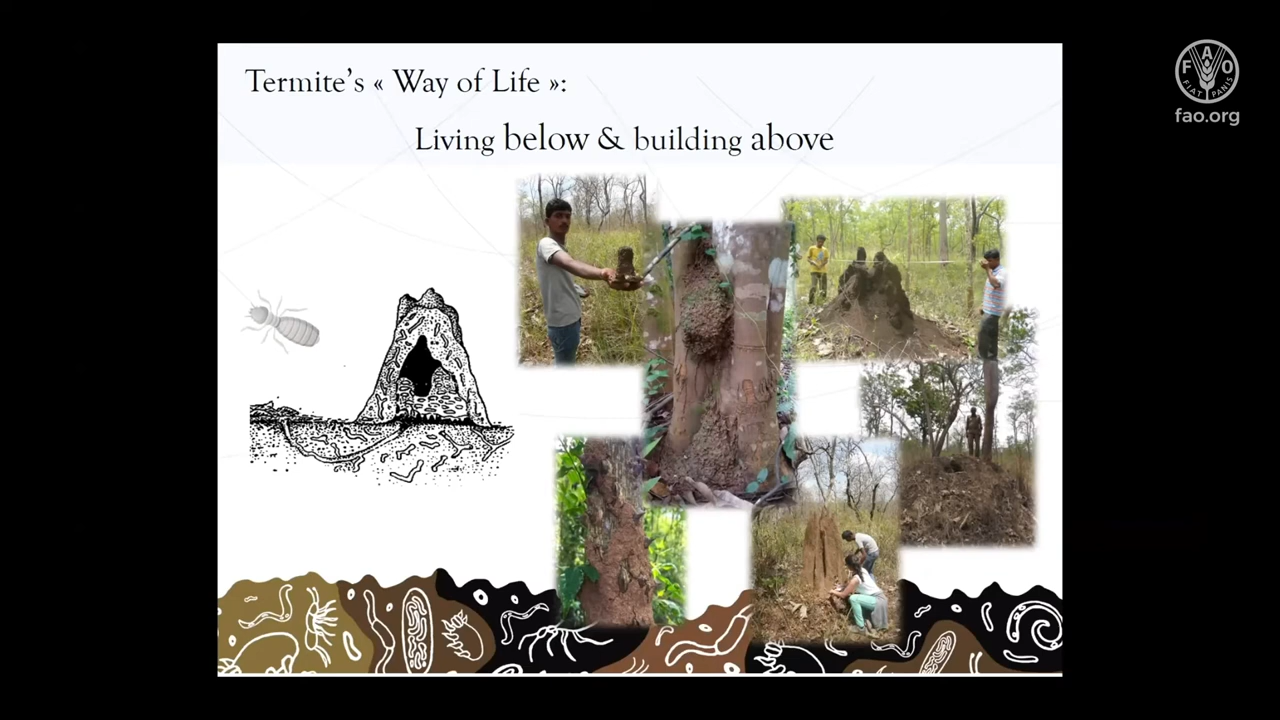 Termite's « Way of Life »:
Living below & building above
F A O
FIAT PANIS
fao.org